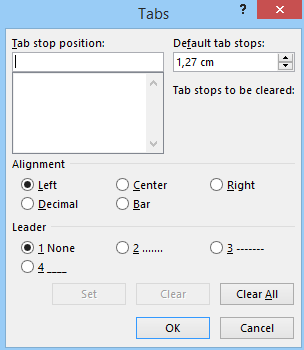 Tabs
? ×
Tab stop position:
Default tab stops:
1,27 cm
Tab stops to be cleared:
Alignment
Left Center Right
Decimal Bar
Leader
1 None 2 ....... 3 -------
4 ____
Set Clear Clear All
OK Cancel